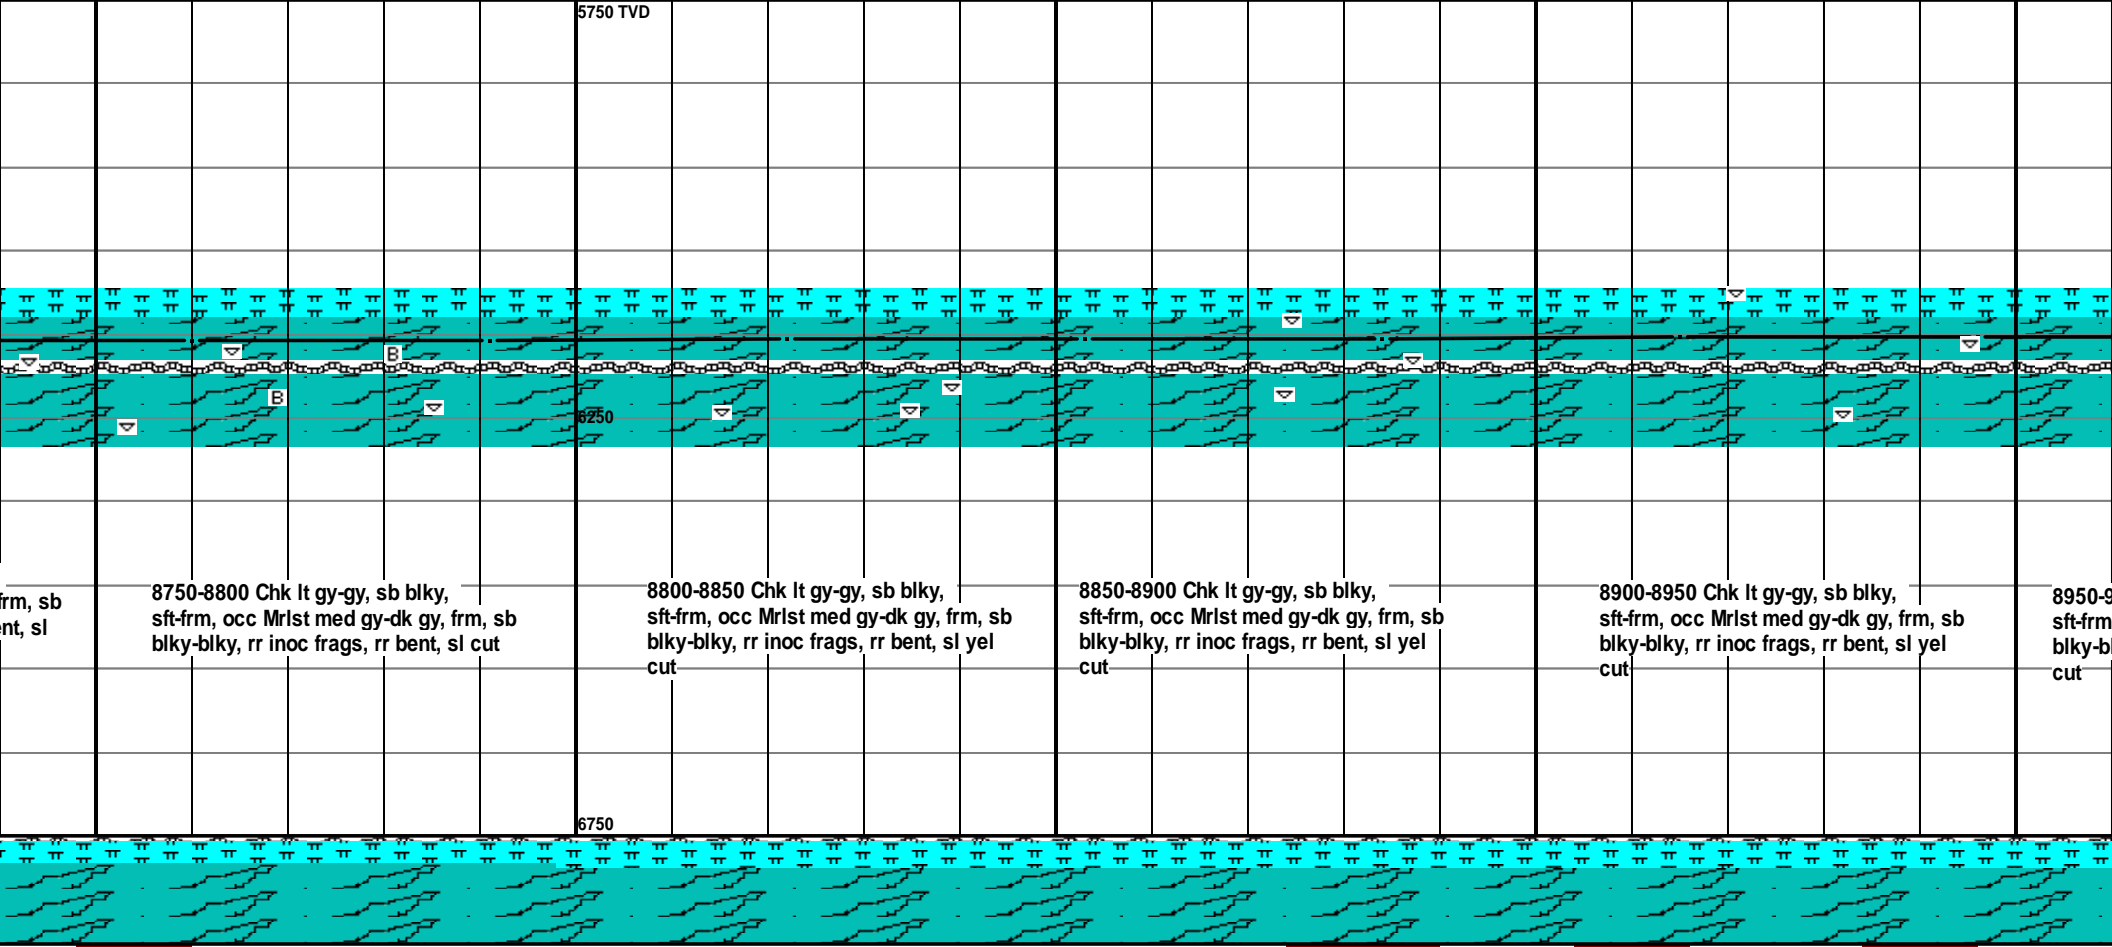 5750 TVD
B
B
6250
frm, sb
sl
8750-8800 Chk lt gy-gy, sb blky,
sft-frm, occ Mrlst med gy-dk gy, frm, sb
blky-blky, rr inoc frags, rr bent, sl cut
8800-8850 Chk lt gy-gy, sb blky,
sft-frm, occ Mrlst med gy-dk gy, frm, sb
blky-blky, rr inoc frags, rr bent, sl yel
cut
8850-8900 Chk lt gy-gy, sb blky,
sft-frm, occ Mrlst med gy-dk gy, frm, sb
blky-blky, rr inoc frags, rr bent, sl yel
cut
8900-8950 Chk lt gy-gy, sb blky,
sft-frm, occ Mrlst med gy-dk gy, frm, sb
blky-blky, rr inoc frags, rr bent, sl yel
cut
8950-9
sft-frm
blky-bl
cut
6750